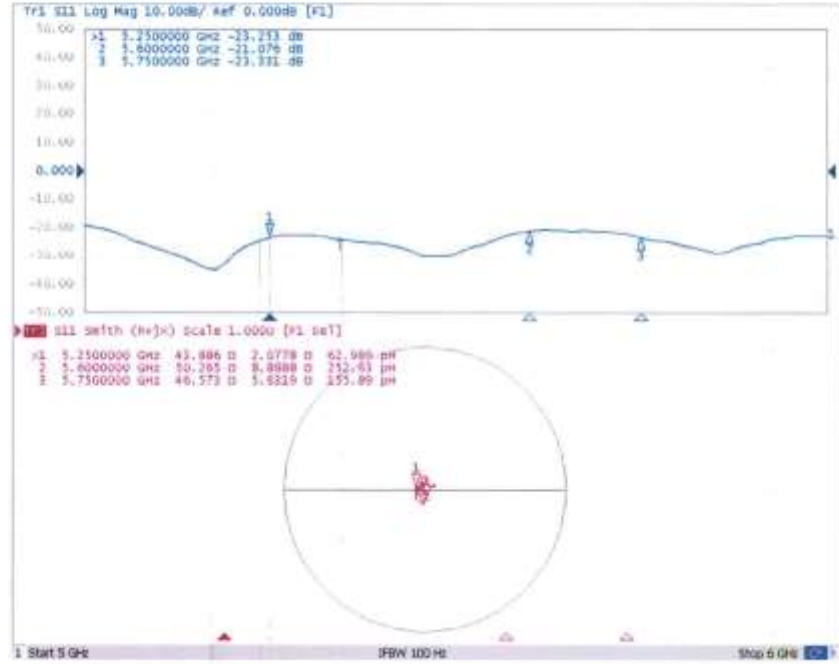 Tr1 S11 Log Mag 10.00dB/ Ref 0.000dB [F1]
50.00
>1 5.2500000 GHz -23.253 dB
2 5.6000000 GHz -21.076 dB
3 5.7500000 GHz -23.331 dB
30.00
20.00
10.00
0.000
-10.00
-20.00
-30.00
-40.00
-50.00
1
2
3
S11 Smith (R+jX) Scale 1.000U [F1 Del]
>1 5.2500000 GHz 43.886 Ω 2.0778 Ω 62.986 pH
2 5.6000000 GHz 50.265 Ω 252.93 pH
3 5.7500000 GHz 46.573 Ω 5.6319 Ω 155.89 pH
1 Start 5 GHz
IFBW 100 Hz
Stop 6 GHz